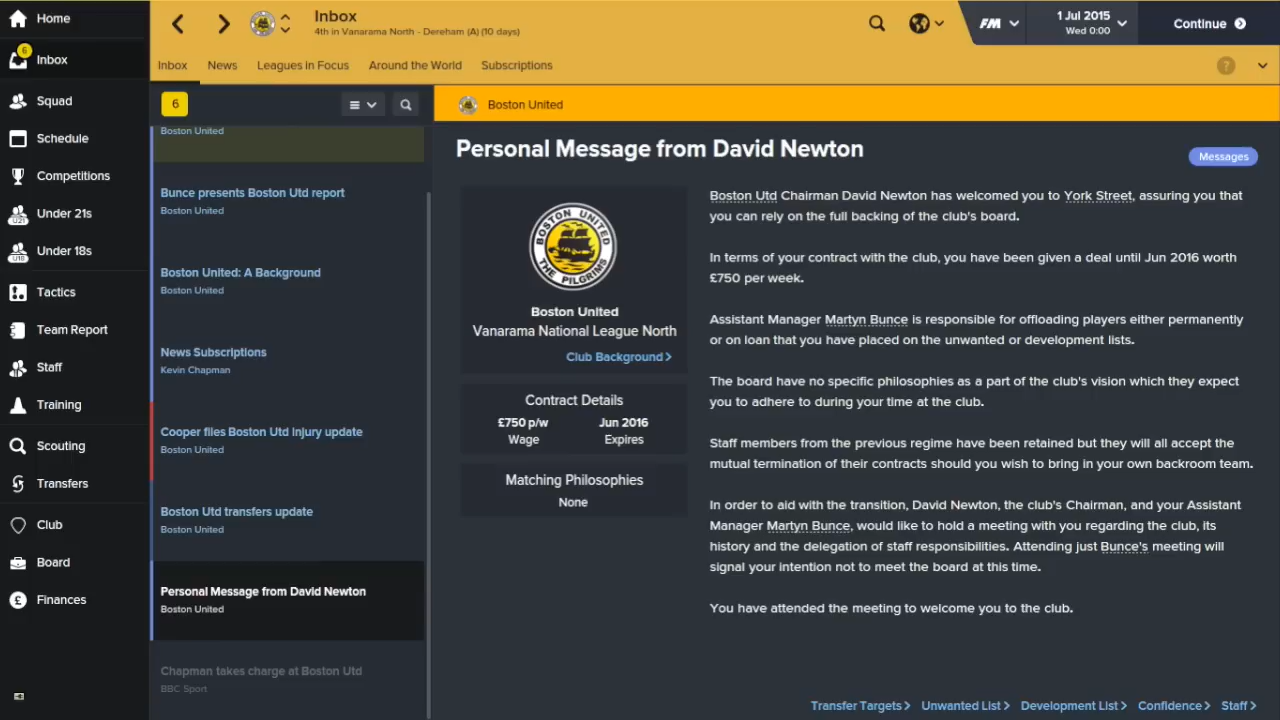 Home
6
Inbox
Squad
Schedule
Competitions
U21
Under 21s
U18
Under 18s
Tactics
Team Report
Staff
Training
Scouting
Transfers
Club
Board
£
Finances
Inbox
4th in Vanarama North - Dereham (A) (10 days)
FM
1 Jul 2015
Wed 0:00
Continue
Inbox
News
Leagues in Focus
Around the World
Subscriptions
?
6
Boston United
Bunce presents Boston Utd report
Boston United
Boston United: A Background
Boston United
News Subscriptions
Kevin Chapman
Cooper files Boston Utd injury update
Boston United
Boston Utd transfers update
Boston United
Personal Message from David Newton
Boston United
Chapman takes charge at Boston Utd
BBC Sport
Boston United
Personal Message from David Newton
Messages
BOSTON UNITED
THE PILGRIMS
Boston United
Vanarama National League North
Club Background>
Contract Details
£750 p/w
Wage
Jun 2016
Expires
Matching Philosophies
None
Boston Utd Chairman David Newton has welcomed you to York Street, assuring you that
you can rely on the full backing of the club's board.
In terms of your contract with the club, you have been given a deal until Jun 2016 worth
£750 per week.
Assistant Manager Martyn Bunce is responsible for offloading players either permanently
or on loan that you have placed on the unwanted or development lists.
The board have no specific philosophies as a part of the club's vision which they expect
you to adhere to during your time at the club.
Staff members from the previous regime have been retained but they will all accept the
mutual termination of their contracts should you wish to bring in your own backroom team.
In order to aid with the transition, David Newton, the club's Chairman, and your Assistant
Manager Martyn Bunce, would like to hold a meeting with you regarding the club, its
history and the delegation of staff responsibilities. Attending just Bunce's meeting will
signal your intention not to meet the board at this time.
You have attended the meeting to welcome you to the club.
Transfer Targets> Unwanted List> Development List> Confidence> Staff>